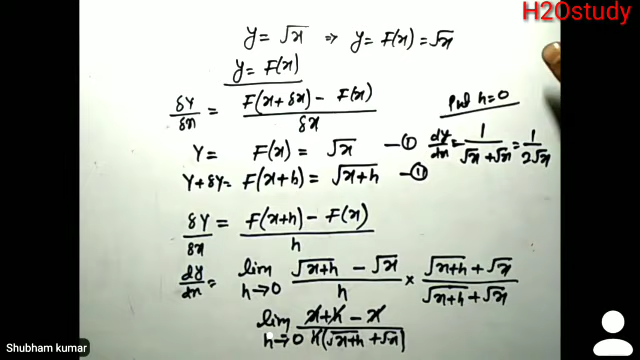 H2Ostudy
y = √x ⇒ y = F(x) = √x
y = F(x)
δy/δx = F(x+δx) - F(x) / δx
Put h=0
dy/dx = 1/(√x+√x) = 1/2√x
Y = F(x) = √x —①
Y+δY = F(x+h) = √x+h —⑪
δY/δx = F(x+h) - F(x) / h
dy/dx = lim h→0 √x+h - √x / h × √x+h + √x / √x+h + √x
lim h→0 x+h - x / h(√x+h + √x)
Shubham kumar